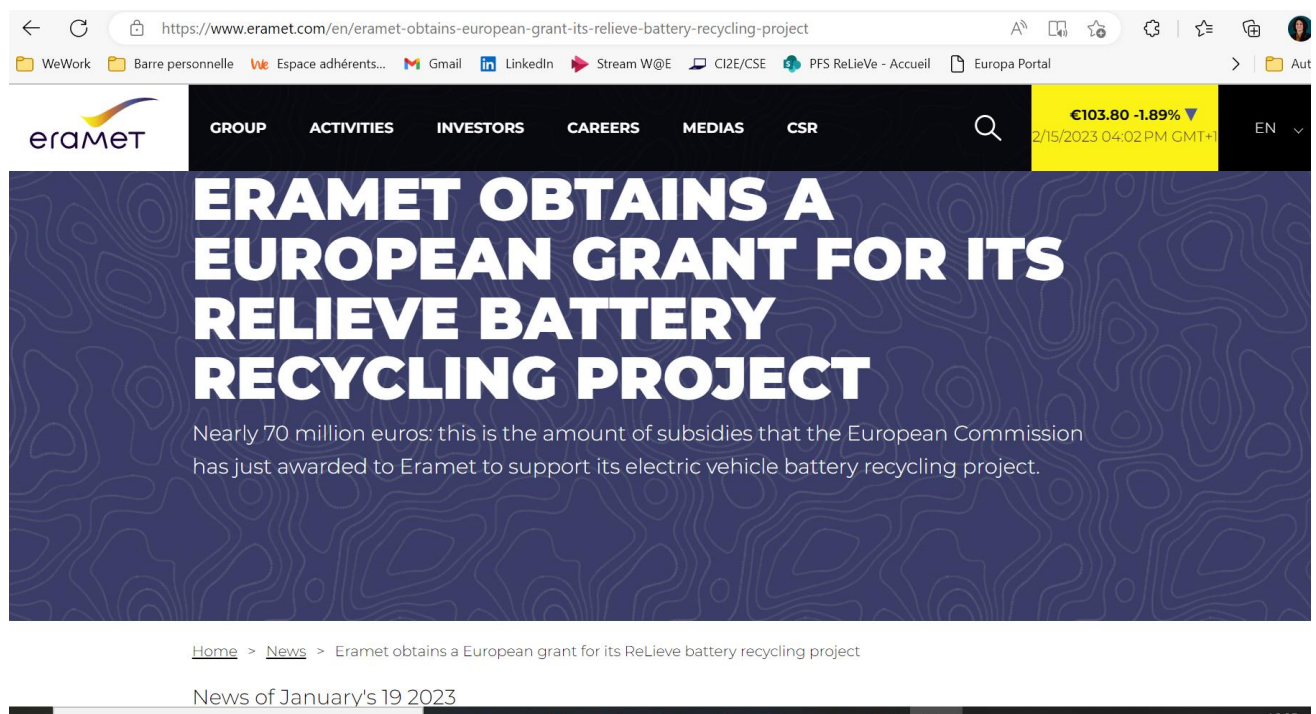 https://www.eramet.com/en/eramet-obtains-european-grant-its-relieve-battery-recycling-project
WeWork Barre personnelle We Espace adhérents... Gmail in LinkedIn Stream W@E CI2E/CSE PFS ReLieVe - Accueil Europa Portal > Aut
eramet
GROUP ACTIVITIES INVESTORS CAREERS MEDIAS CSR
€103.80 -1.89% ▼
2/15/2023 04:02 PM GMT+1
EN
ERAMET OBTAINS A
EUROPEAN GRANT FOR ITS
RELIEVE BATTERY
RECYCLING PROJECT
Nearly 70 million euros: this is the amount of subsidies that the European Commission
has just awarded to Eramet to support its electric vehicle battery recycling project.
Home > News > Eramet obtains a European grant for its ReLieve battery recycling project
News of January's 19 2023